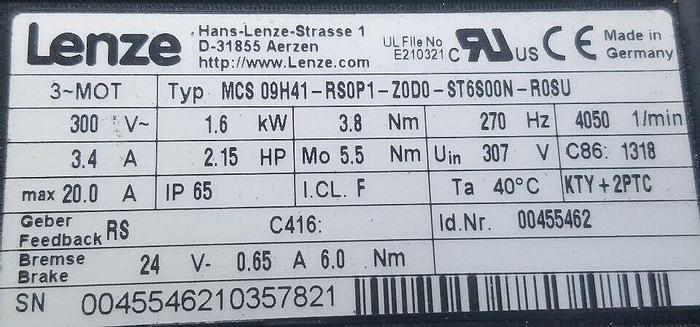 Lenze
Hans-Lenze-Strasse 1
D-31855 Aerzen
http://www.Lenze.com
UL File No
E210321
c RU us CE
Made in
Germany
3~MOT Typ MCS 09H41-RS0P1-Z0D0-ST6S00N-R0SU
300 V~ 1.6 kW 3.8 Nm 270 Hz 4050 1/min
3.4 A 2.15 HP Mo 5.5 Nm Uin 307 V C86: 1318
max 20.0 A IP 65 I.CL. F Ta 40°C KTY+2PTC
Geber
Feedback RS C416: Id.Nr. 00455462
Bremse
Brake 24 V- 0.65 A 6.0 Nm
SN 0045546210357821